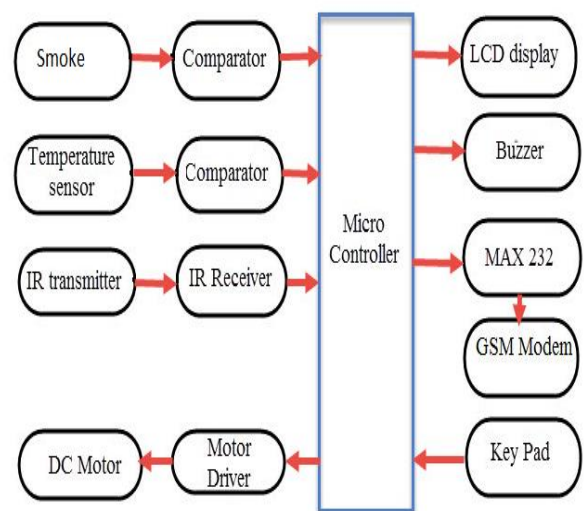 Smoke
Comparator
LCD display
Temperature
sensor
Comparator
Buzzer
Micro
Controller
IR transmitter
IR Receiver
MAX 232
GSM Modem
DC Motor
Motor
Driver
Key Pad